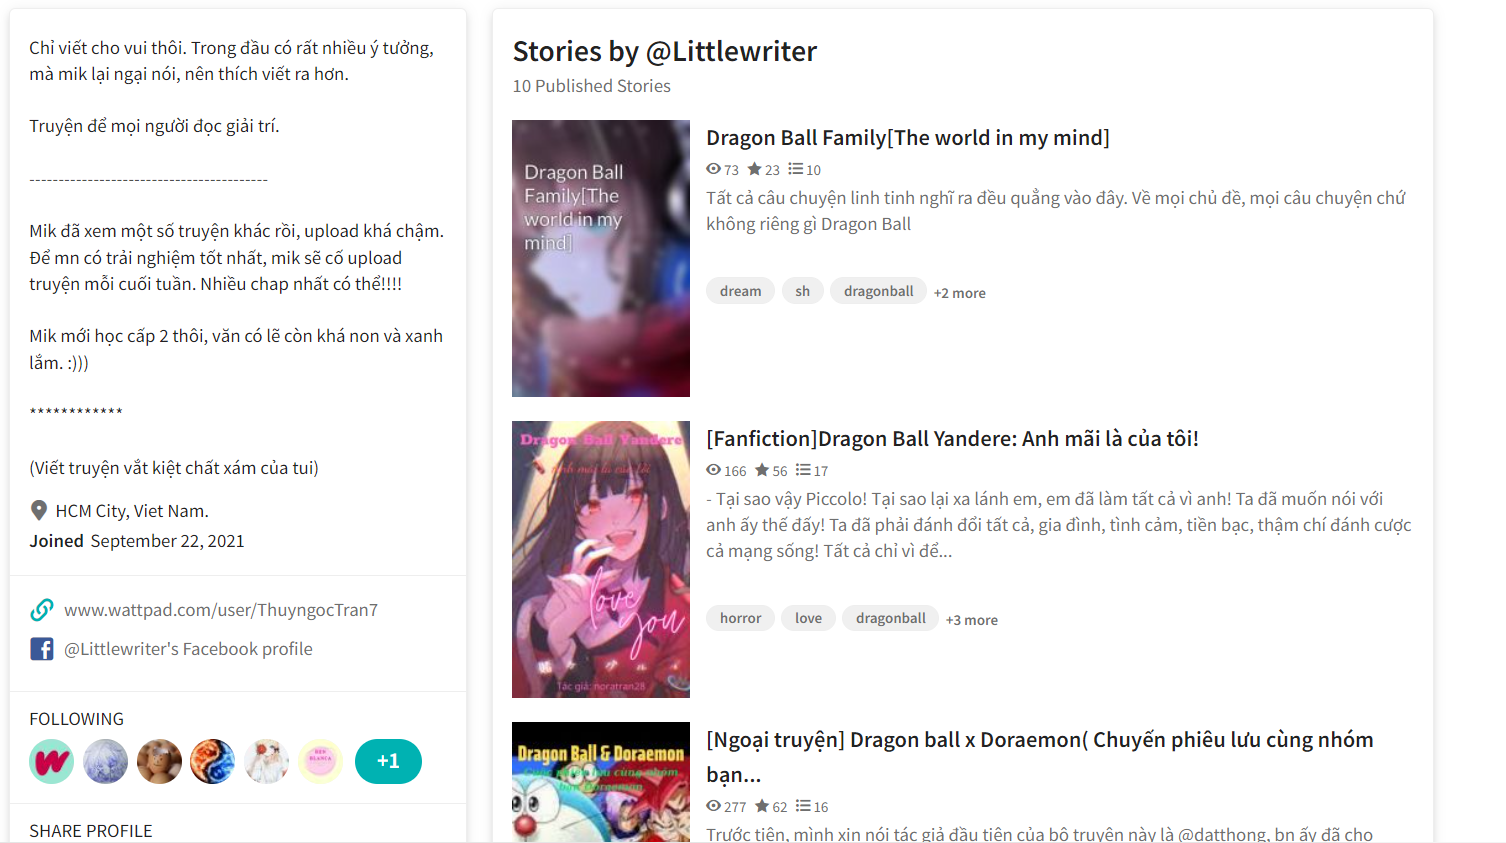 Chỉ viết cho vui thôi. Trong đầu có rất nhiều ý tưởng,
mà mik lại ngại nói, nên thích viết ra hơn.
Truyện để mọi người đọc giải trí.
-----------------------------------------
Mik đã xem một số truyện khác rồi, upload khá chậm.
Để mn có trải nghiệm tốt nhất, mik sẽ cố upload
truyện mỗi cuối tuần. Nhiều chap nhất có thể!!!!
Mik mới học cấp 2 thôi, văn có lẽ còn khá non và xanh
lắm. :)))
************
(Viết truyện vắt kiệt chất xám của tui)
HCM City, Viet Nam.
Joined September 22, 2021
www.wattpad.com/user/ThuyngocTran7
@Littlewriter's Facebook profile
FOLLOWING
+1
SHARE PROFILE
Stories by @Littlewriter
10 Published Stories
Dragon Ball
Family[The
world in my
mind]
Dragon Ball Family[The world in my mind]
73 23 10
Tất cả câu chuyện linh tinh nghĩ ra đều quẳng vào đây. Về mọi chủ đề, mọi câu chuyện chứ
không riêng gì Dragon Ball
dream sh dragonball +2 more
Dragon Ball Yandere
Anh mãi là của tôi
love
you
Tác giả: noratran28
[Fanfiction]Dragon Ball Yandere: Anh mãi là của tôi!
166 56 17
- Tại sao vậy Piccolo! Tại sao lại xa lánh em, em đã làm tất cả vì anh! Ta đã muốn nói với
anh ấy thế đấy! Ta đã phải đánh đổi tất cả, gia đình, tình cảm, tiền bạc, thậm chí đánh cược
cả mạng sống! Tất cả chỉ vì để...
horror love dragonball +3 more
Dragon Ball & Doraemon
Cuộc phiêu lưu cùng nhóm
bạn Doraemon
[Ngoại truyện] Dragon ball x Doraemon( Chuyến phiêu lưu cùng nhóm
bạn...
277 62 16
Trước tiên, mình xin nói tác giả đầu tiên của bộ truyện này là @datthong, bn ấy đã cho